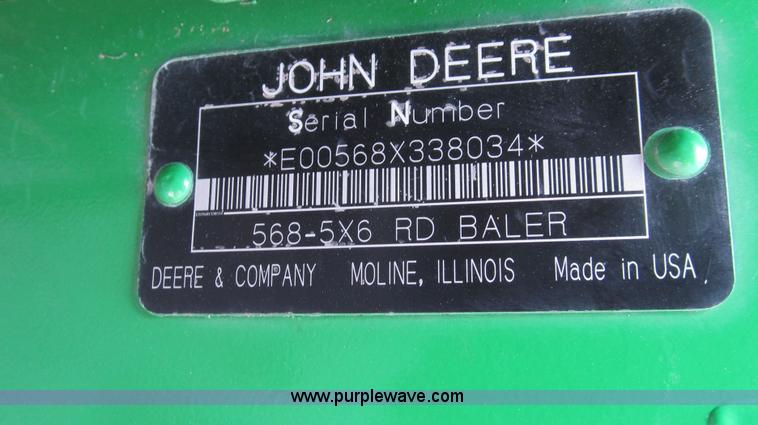 JOHN DEERE
Serial Number
*E00568X338034*
568-5X6 RD BALER
DEERE & COMPANY MOLINE, ILLINOIS Made in USA
www.purplewave.com